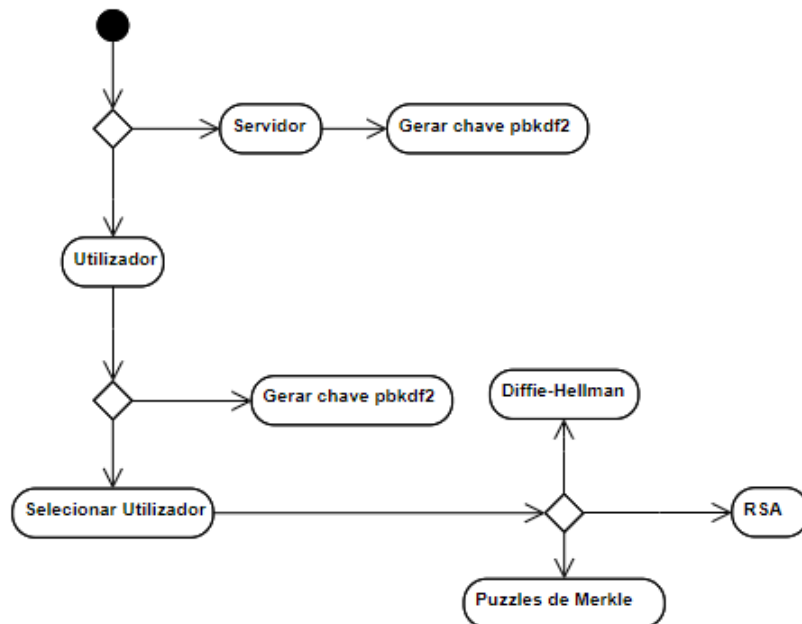 Servidor
Gerar chave pbkdf2
Utilizador
Gerar chave pbkdf2
Diffie-Hellman
Selecionar Utilizador
RSA
Puzzles de Merkle